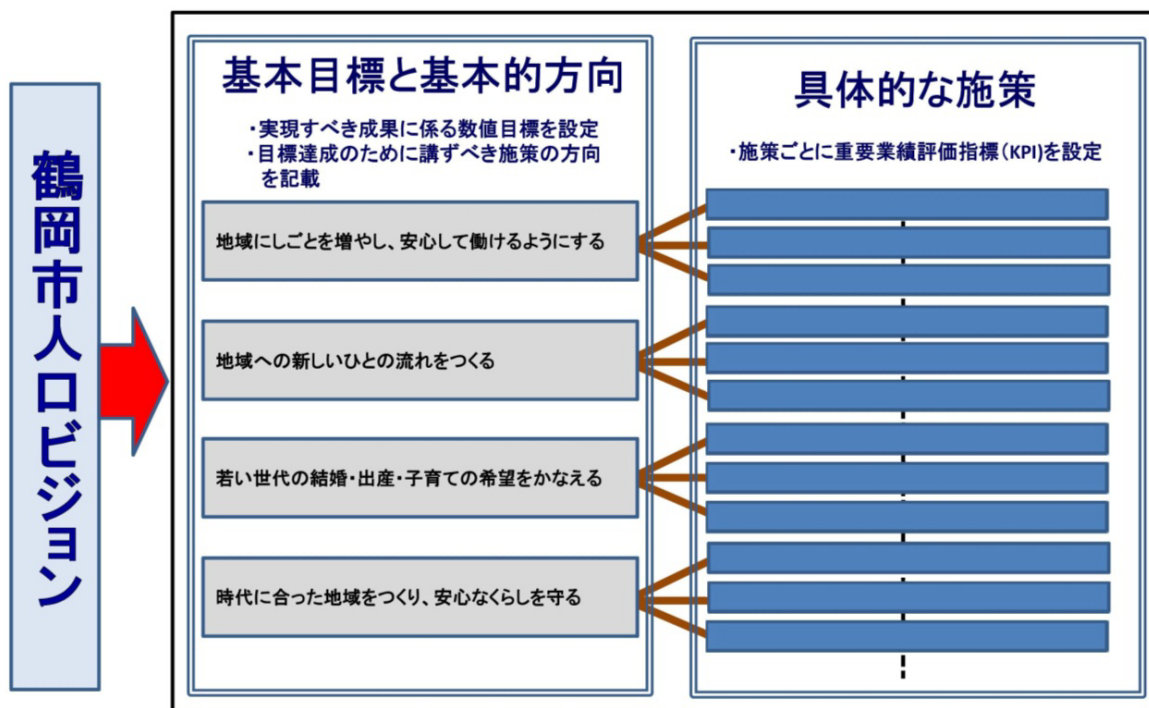 鶴岡市人口ビジョン
基本目標と基本的方向
・実現すべき成果に係る数値目標を設定
・目標達成のために講ずべき施策の方向
を記載
地域にしごとを増やし、安心して働けるようにする
地域への新しいひとの流れをつくる
若い世代の結婚・出産・子育ての希望をかなえる
時代に合った地域をつくり、安心なくらしを守る
具体的な施策
・施策ごとに重要業績評価指標(KPI)を設定